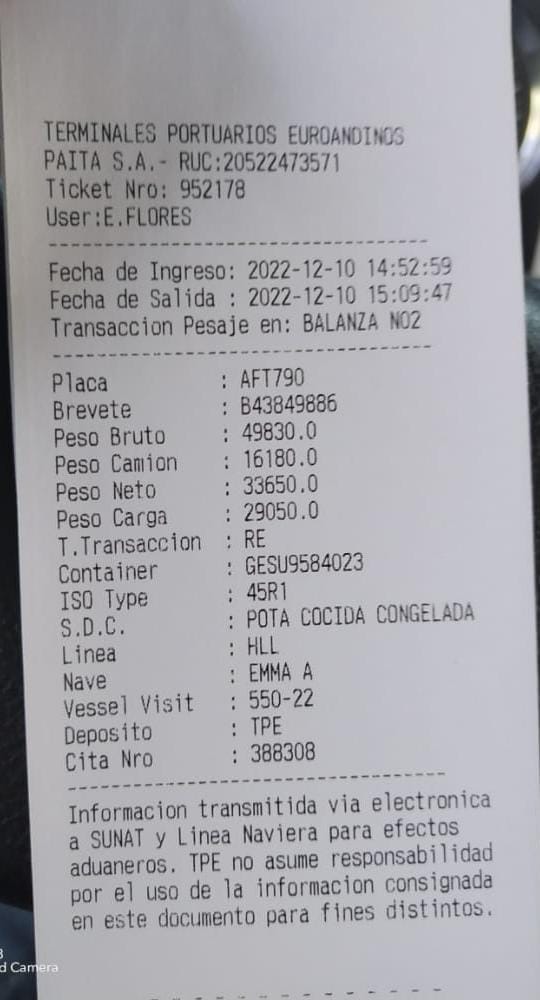 TERMINALES PORTUARIOS EUROANDINOS
PAITA S.A.- RUC:20522473571
Ticket Nro: 952178
User:E.FLORES
Fecha de Ingreso: 2022-12-10 14:52:59
Fecha de Salida : 2022-12-10 15:09:47
Transaccion Pesaje en: BALANZA NO2
Placa : AFT790
Brevete : B43849886
Peso Bruto : 49830.0
Peso Camion : 16180.0
Peso Neto : 33650.0
Peso Carga : 29050.0
T.Transaccion : RE
Container : GESU9584023
ISO Type : 45R1
S.D.C. : POTA COCIDA CONGELADA
Linea : HLL
Nave : EMMA A
Vessel Visit : 550-22
Deposito : TPE
Cita Nro : 388308
Informacion transmitida via electronica
a SUNAT y Linea Naviera para efectos
aduaneros. TPE no asume responsabilidad
por el uso de la informacion consignada
en este documento para fines distintos.
Camera